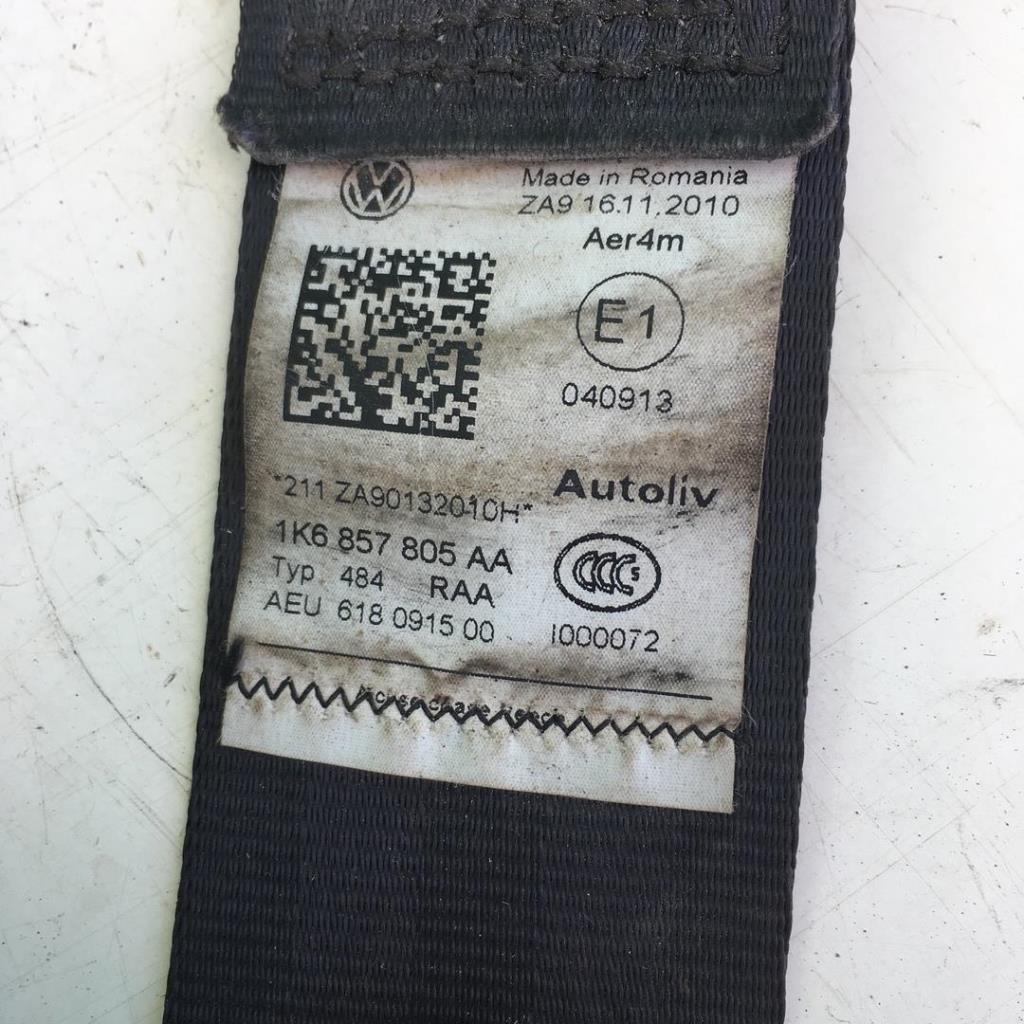 Made in Romania
ZA9 16.11.2010
Aer4m
E1
040913
Autoliv
*211 ZA90132010H*
1K6 857 805 AA
Typ 484 RAA
AEU 618 0915 00
CCC S
I000072